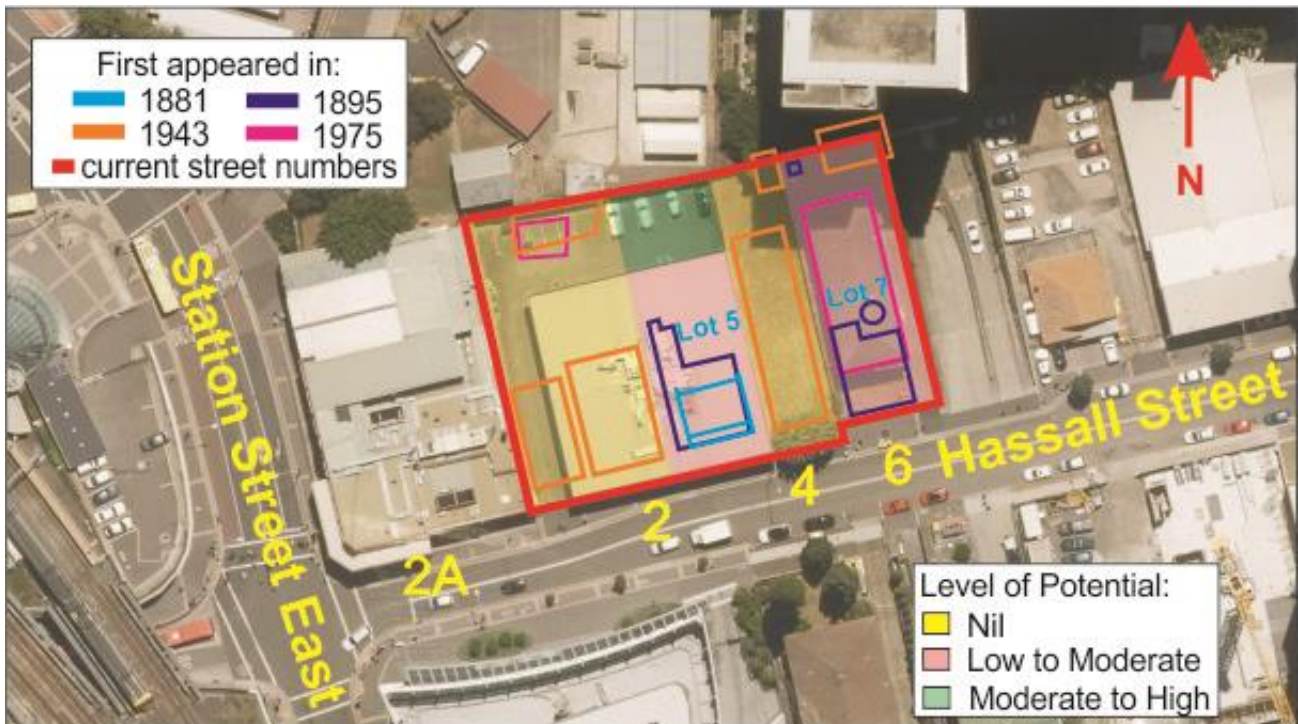 First appeared in:
1881 1895
1943 1975
current street numbers
N
Station Street East
Lot 5
Lot 7
2A
2
4
6 Hassall Street
Level of Potential:
Nil
Low to Moderate
Moderate to High